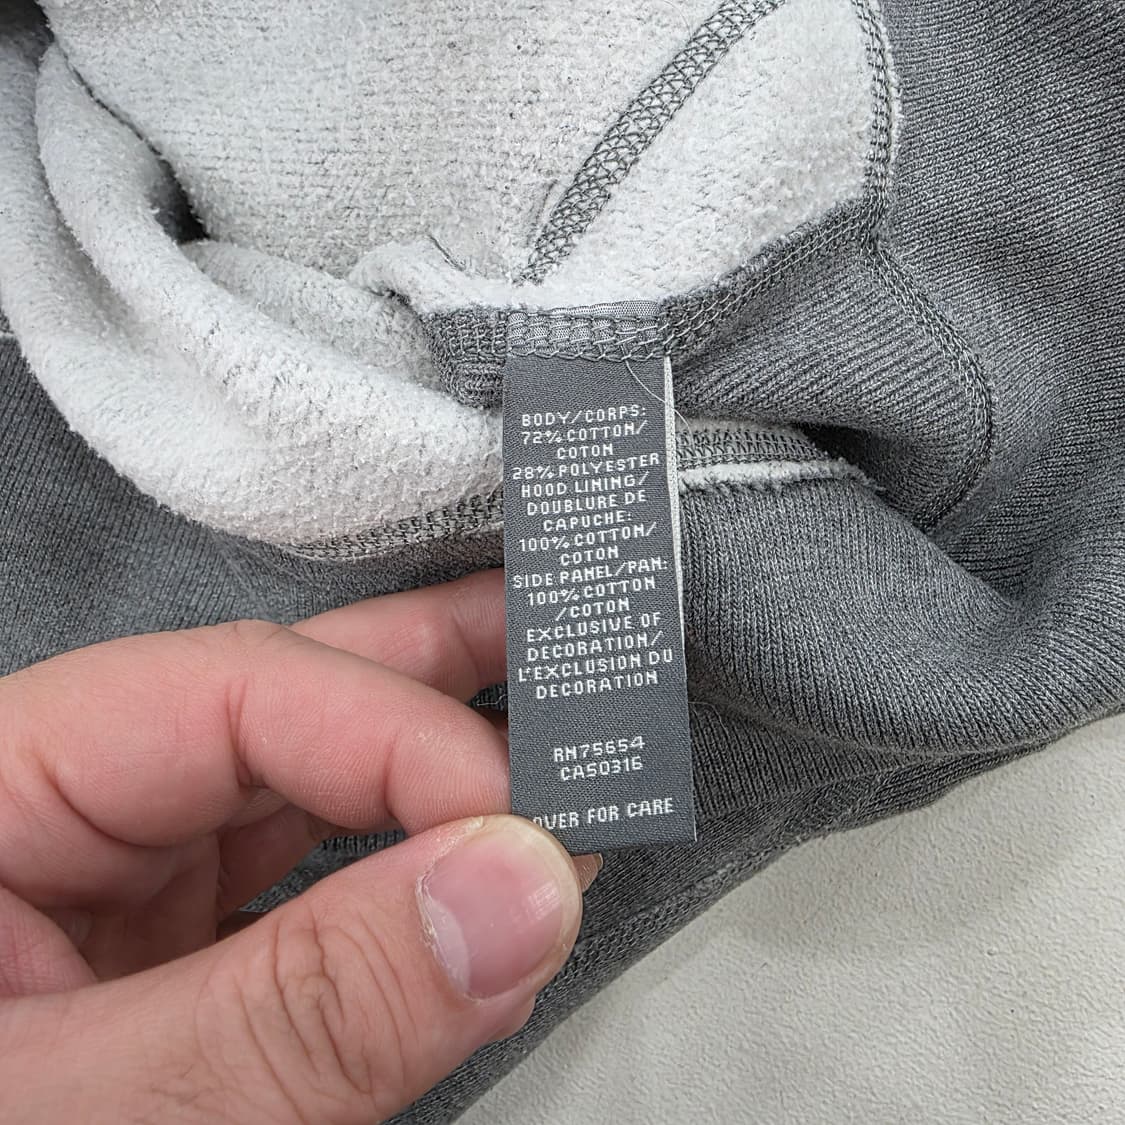 BODY/CORPS:
72% COTTON/
COTON
28% POLYESTER
HOOD LINING/
DOUBLURE DE
CAPUCHE:
100% COTTON/
COTON
SIDE PANEL/PAN:
100% COTTON
/COTON
EXCLUSIVE OF
DECORATION/
L'EXCLUSION DU
DECORATION
RN75654
CA50316
OVER FOR CARE